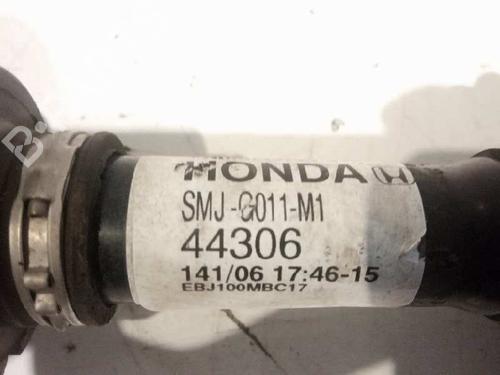 HONDA
SMJ-G011-M1
44306
141/06 17:46-15
EBJ100MBC17